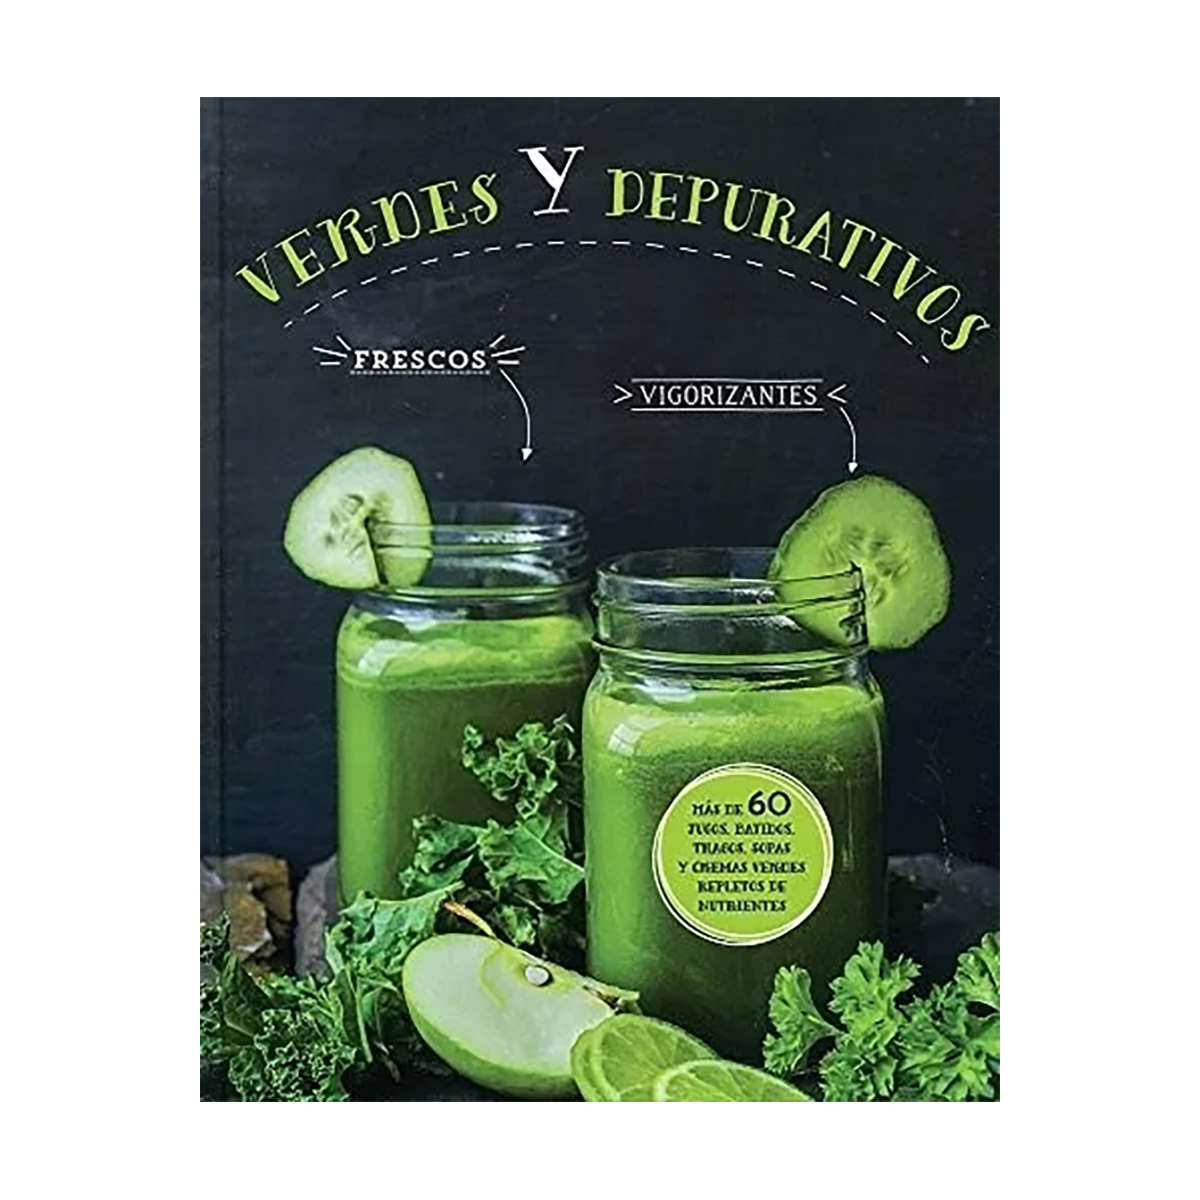 VERDES Y DEPURATIVOS
FRESCOS
VIGORIZANTES
MÁS DE 60
JUGOS, BATIDOS,
TRAGOS, SOPAS
Y CREMAS VERDES
REPLETOS DE
NUTRIENTES